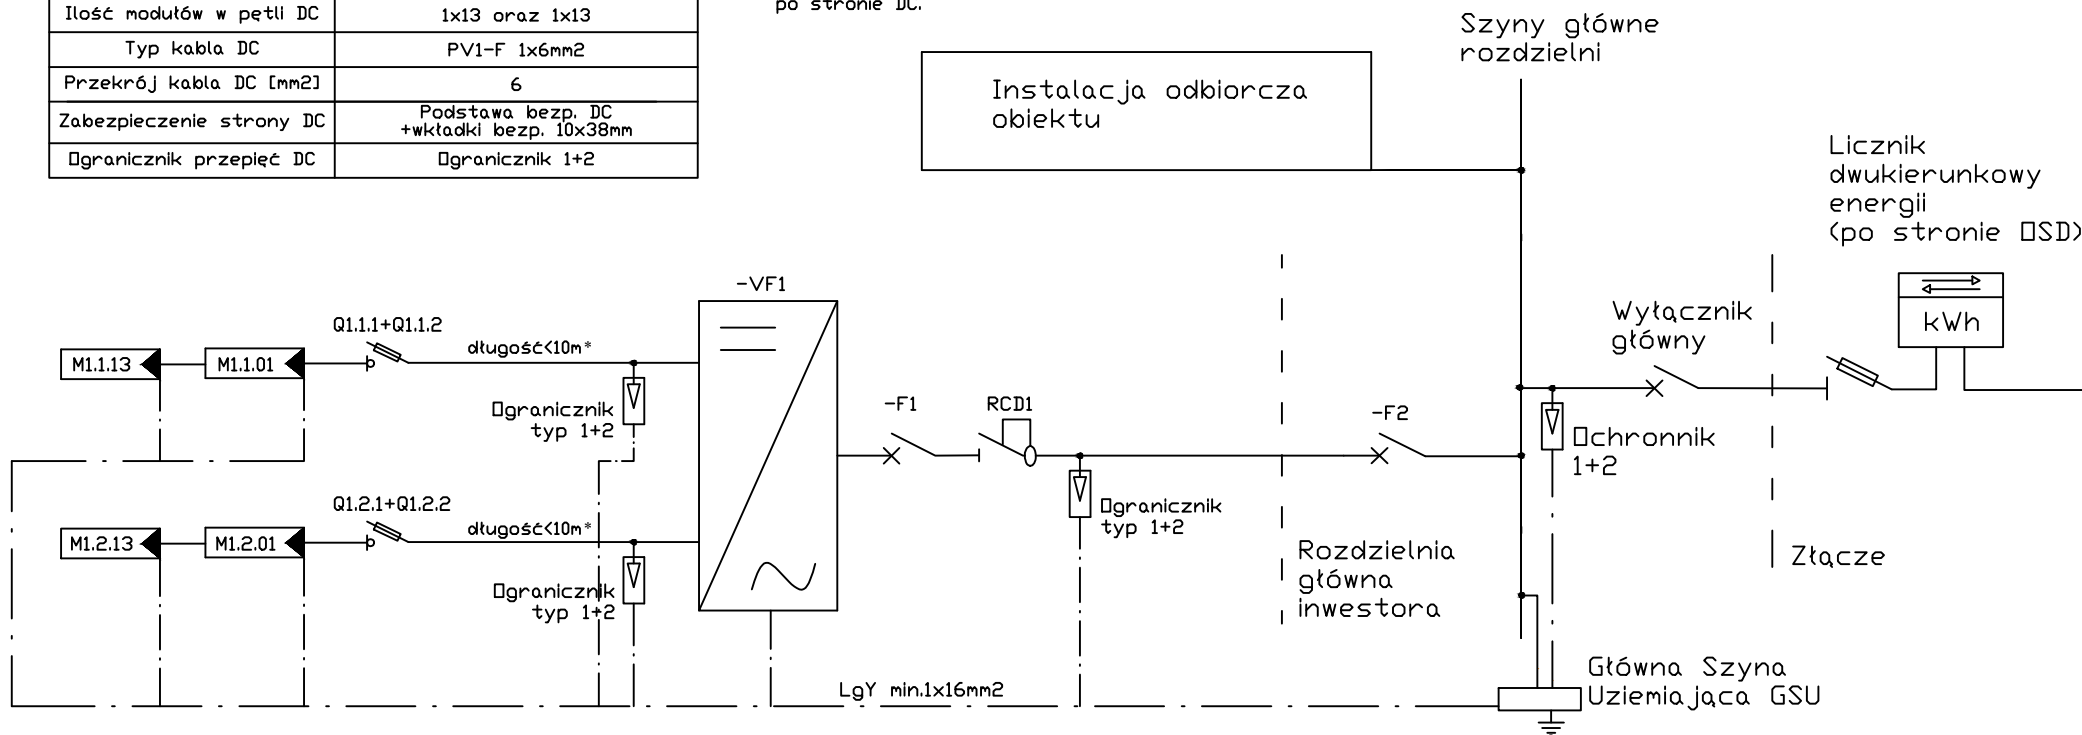 Ilość modułów w pętli DC 1x13 oraz 1x13
Typ kabla DC PV1-F 1x6mm2
Przekrój kabla DC [mm2] 6
Zabezpieczenie strony DC Podstawa bezp. DC
+wkładki bezp. 10x38mm
Ogranicznik przepięć DC Ogranicznik 1+2
po stronie DC.
Szyny główne
rozdzielni
Instalacja odbiorcza
obiektu
Licznik
dwukierunkowy
energii
(po stronie OSD)
kWh
Wyłącznik
główny
-VF1
Q1.1.1+Q1.1.2
długość<10m*
M1.1.13
M1.1.01
Ogranicznik
typ 1+2
-F1
RCD1
-F2
Ochronnik
1+2
Q1.2.1+Q1.2.2
długość<10m*
M1.2.13
M1.2.01
Ogranicznik
typ 1+2
Ogranicznik
typ 1+2
Rozdzielnia
główna
inwestora
Złącze
LgY min.1x16mm2
Główna Szyna
Uziemiająca GSU